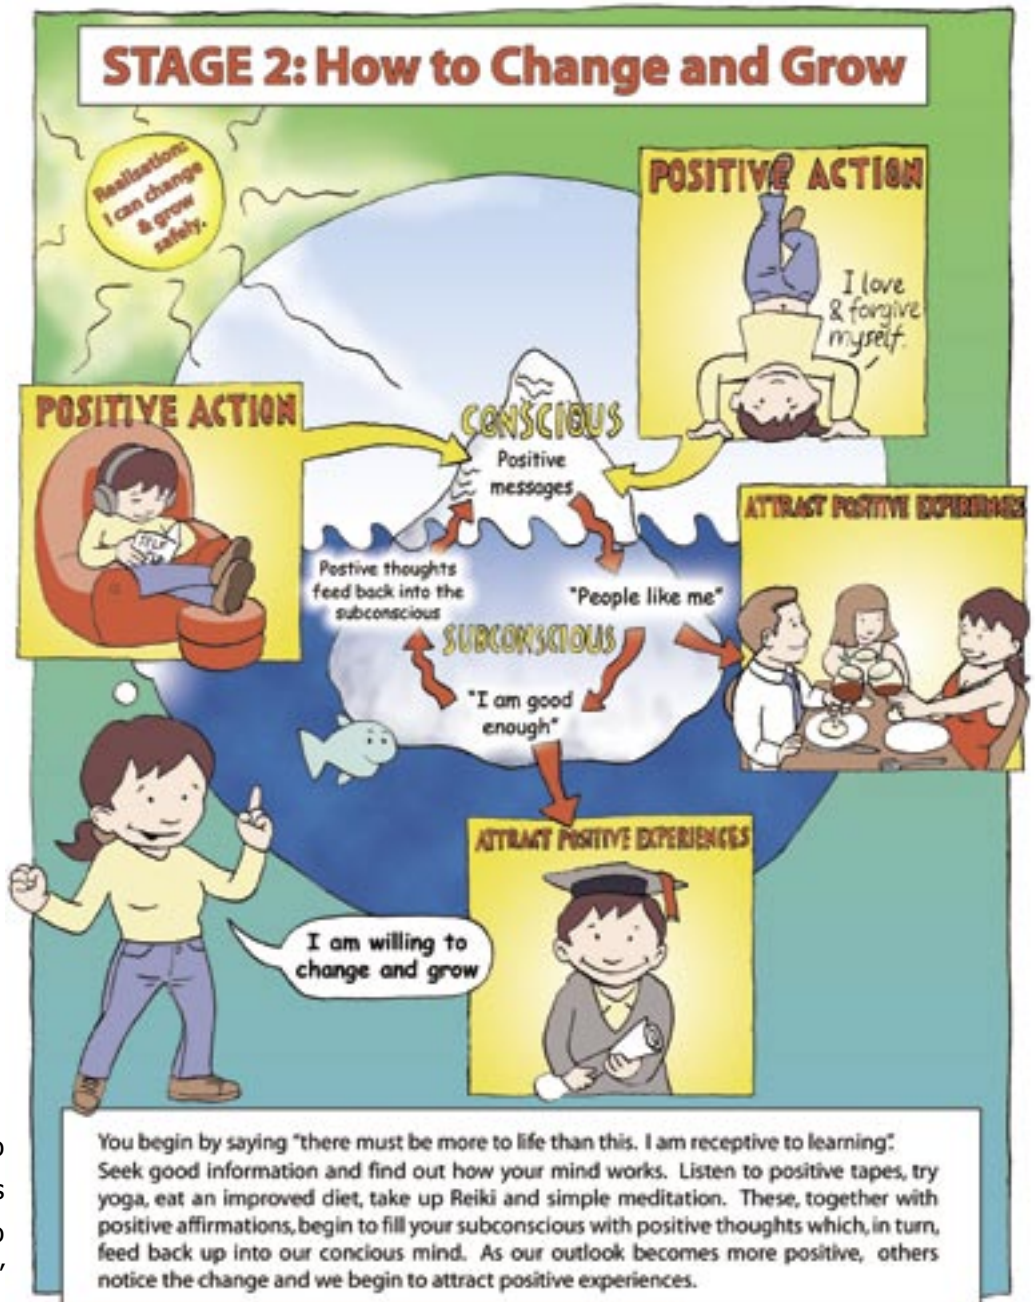 STAGE 2: How to Change and Grow
Realisation:
I can change
& grow
safely.
POSITIVE ACTION
I love
& forgive
myself.
POSITIVE ACTION
SELF
CONSCIOUS
Positive
messages
ATTRACT POSITIVE EXPERIENCES
Postive thoughts
feed back into the
subconscious
"People like me"
SUBCONSCIOUS
"I am good
enough"
ATTRACT POSITIVE EXPERIENCES
I am willing to
change and grow
You begin by saying "there must be more to life than this. I am receptive to learning".
Seek good information and find out how your mind works. Listen to positive tapes, try
yoga, eat an improved diet, take up Reiki and simple meditation. These, together with
positive affirmations, begin to fill your subconscious with positive thoughts which, in turn,
feed back up into our concious mind. As our outlook becomes more positive, others
notice the change and we begin to attract positive experiences.